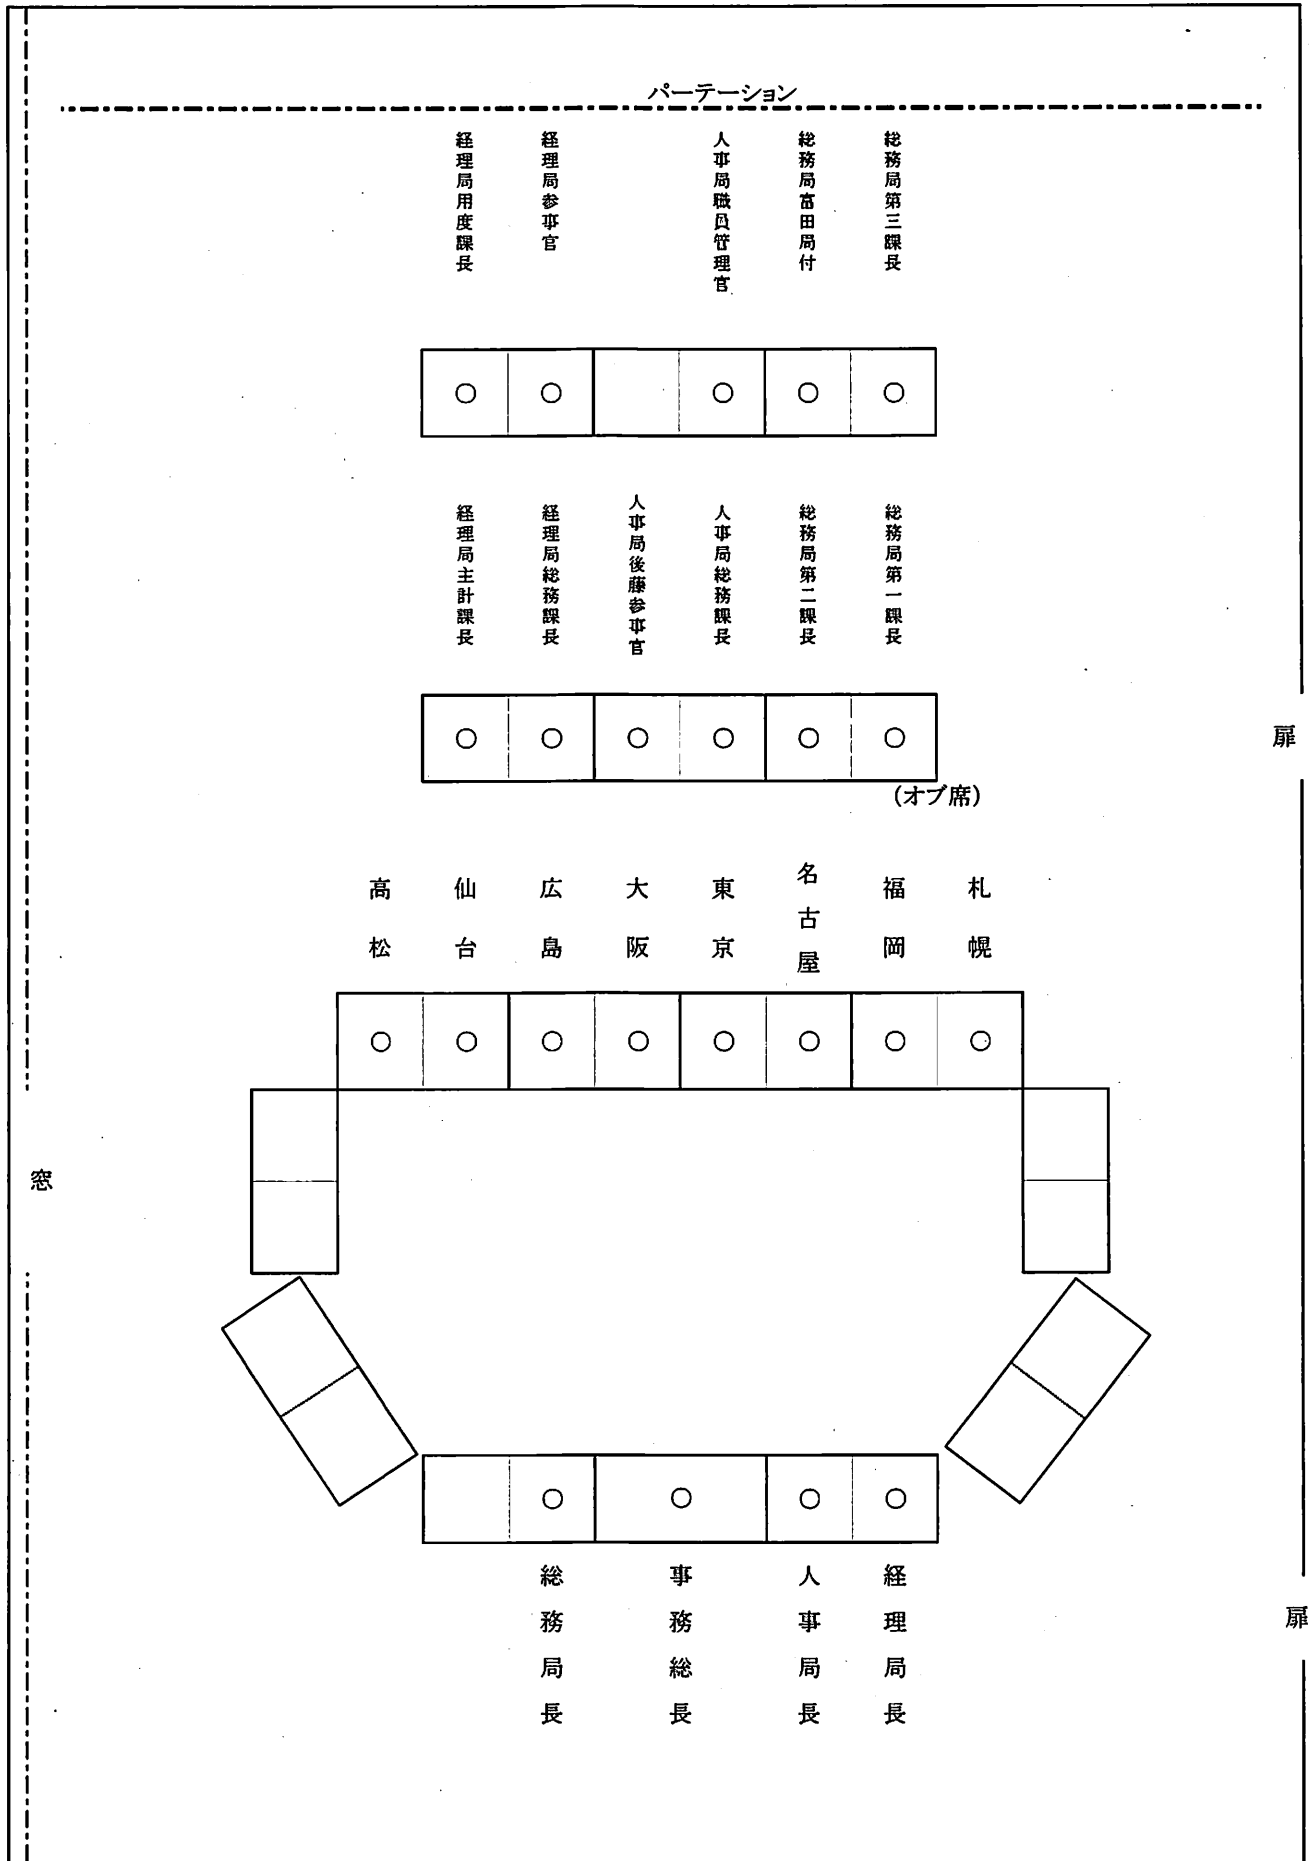 パーテーション
総務局第三課長
総務局富田局付
人事局職員管理官
経理局参事官
経理局用度課長
総務局第一課長
総務局第二課長
人事局総務課長
人事局後藤参事官
経理局総務課長
経理局主計課長
扉
(オブ席)
札幌
福岡
名古屋
東京
大阪
広島
仙台
高松
窓
経理局長
人事局長
事務総長
総務局長
扉